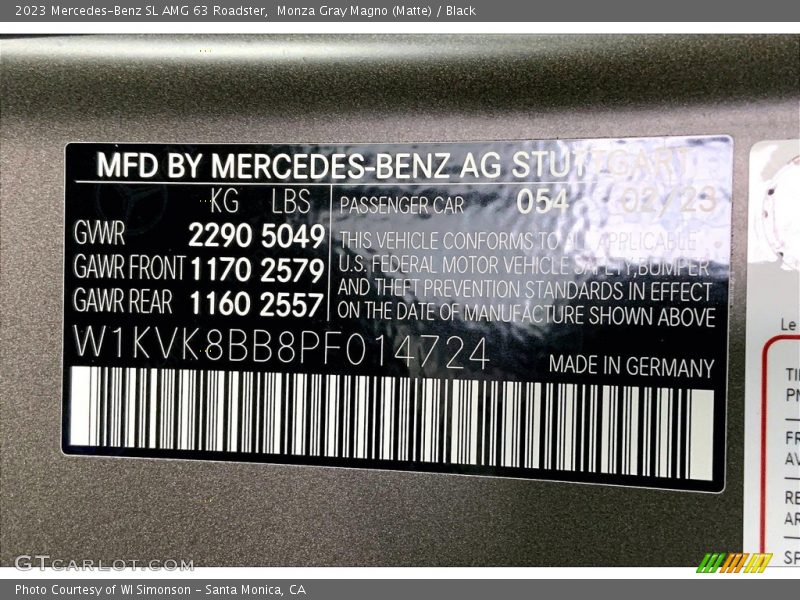 2023 Mercedes-Benz SL AMG 63 Roadster,  Monza Gray Magno (Matte) / Black
MFD BY MERCEDES-BENZ AG STUTTGART
KG LBS
GVWR 2290 5049
GAWR FRONT 1170 2579
GAWR REAR 1160 2557
PASSENGER CAR 054 02/23
THIS VEHICLE CONFORMS TO ALL APPLICABLE
U.S. FEDERAL MOTOR VEHICLE SAFETY, BUMPER
AND THEFT PREVENTION STANDARDS IN EFFECT
ON THE DATE OF MANUFACTURE SHOWN ABOVE
W1KVK8BB8PF014724
MADE IN GERMANY
Le
GTCARLOT.COM
Photo Courtesy of WI Simonson - Santa Monica, CA